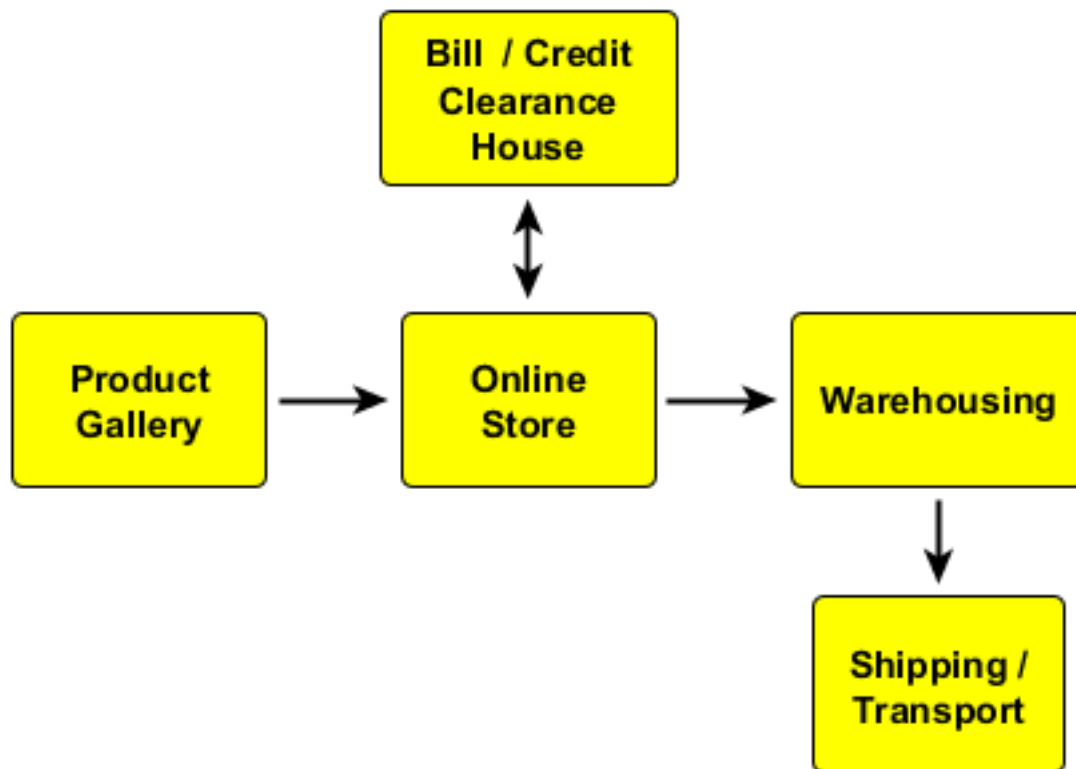 Bill / Credit
Clearance
House
Product
Gallery
Online
Store
Warehousing
Shipping /
Transport